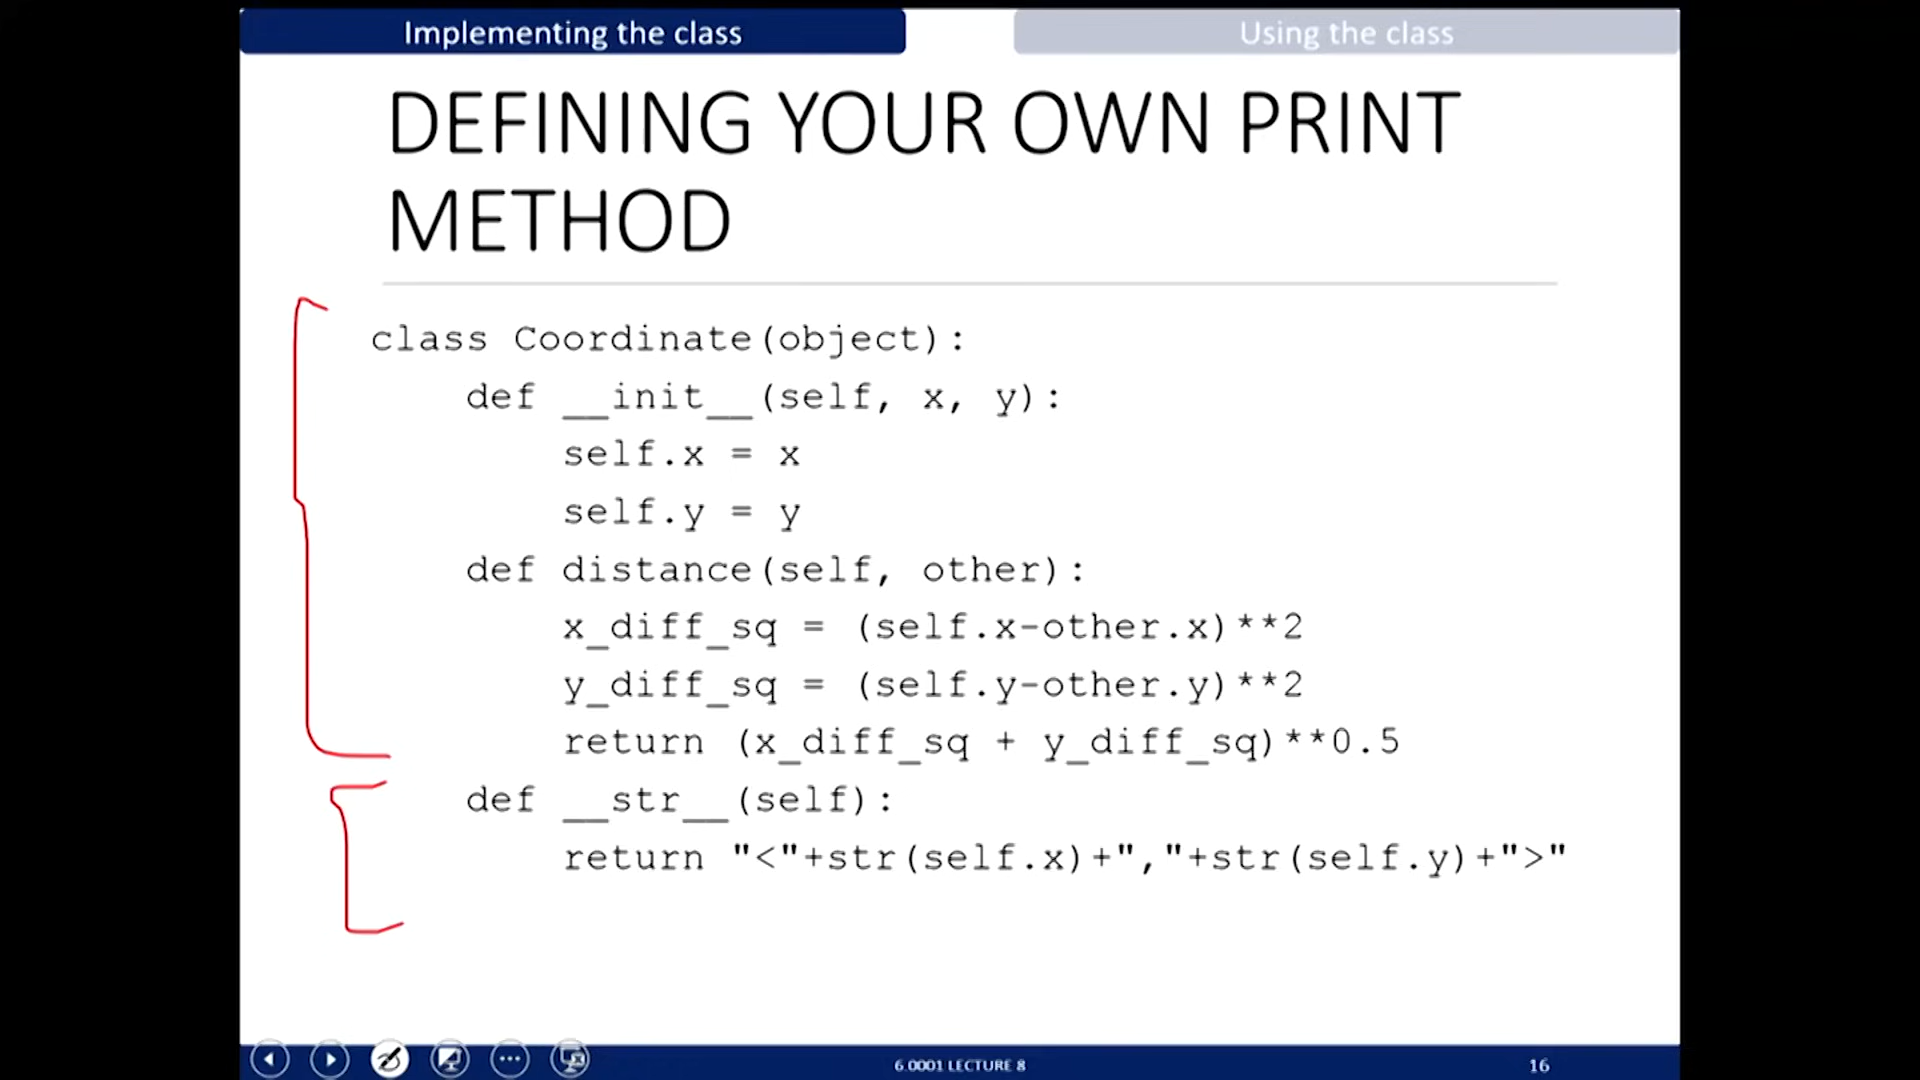 Implementing the class
Using the class
DEFINING YOUR OWN PRINT
METHOD
class Coordinate(object):
    def __init__(self, x, y):
        self.x = x
        self.y = y
    def distance(self, other):
        x_diff_sq = (self.x-other.x)**2
        y_diff_sq = (self.y-other.y)**2
        return (x_diff_sq + y_diff_sq)**0.5
    def __str__(self):
        return "<"+str(self.x)+","+str(self.y)+">"
6.0001 LECTURE 8
16